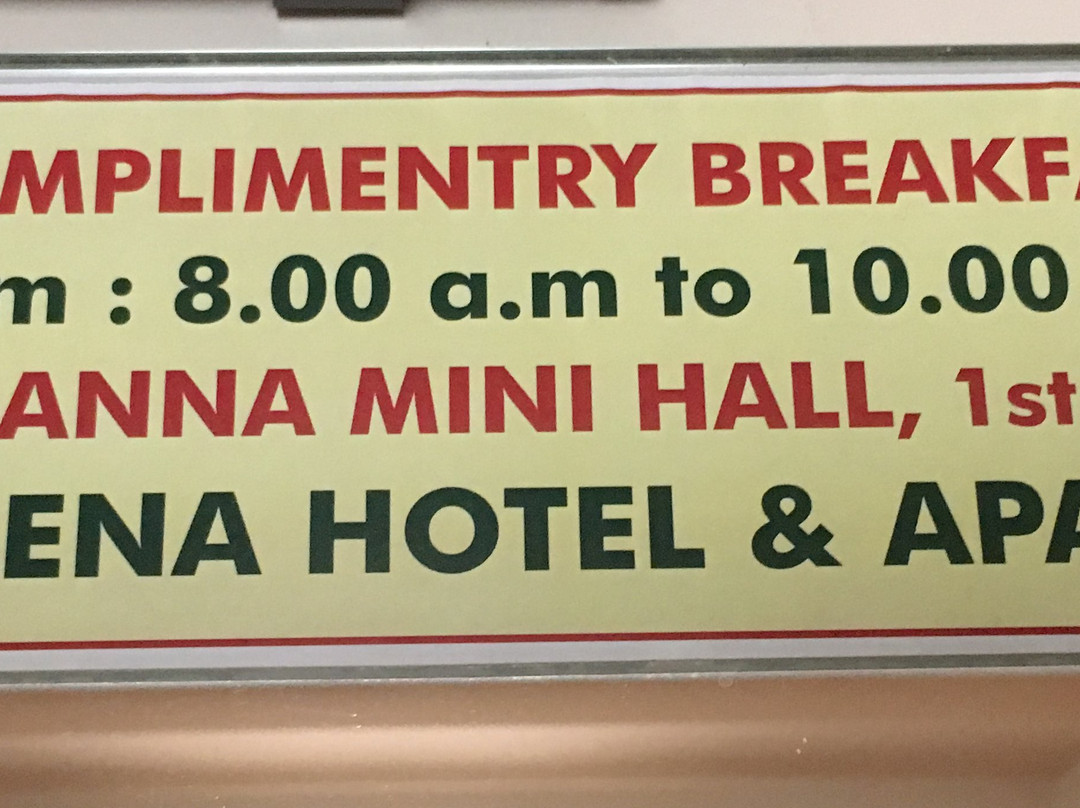 MPLIMENTRY BREAKF
m : 8.00 a.m to 10.00
ANNA MINI HALL, 1st
ENA HOTEL & APA